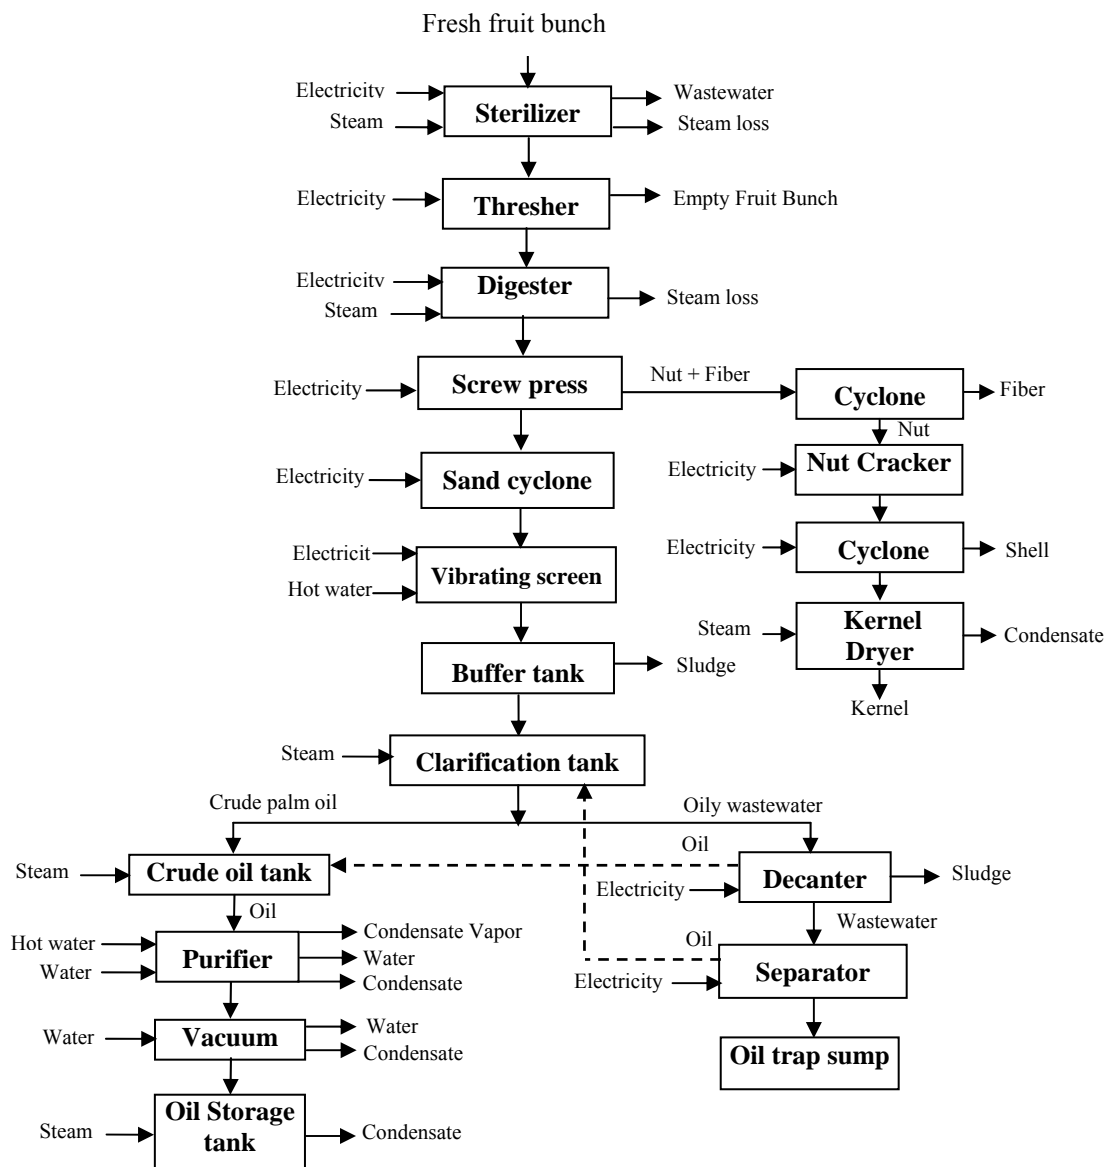 Fresh fruit bunch
Electricity
Steam
Sterilizer
Wastewater
Steam loss
Electricity
Thresher
Empty Fruit Bunch
Electricity
Steam
Digester
Steam loss
Electricity
Screw press
Nut + Fiber
Cyclone
Fiber
Nut
Electricity
Sand cyclone
Electricity
Nut Cracker
Electricit
Hot water
Vibrating screen
Electricity
Cyclone
Shell
Buffer tank
Sludge
Steam
Kernel
Dryer
Condensate
Kernel
Steam
Clarification tank
Crude palm oil
Oily wastewater
Steam
Crude oil tank
Oil
Electricity
Decanter
Sludge
Oil
Wastewater
Hot water
Water
Purifier
Condensate Vapor
Water
Condensate
Oil
Electricity
Separator
Water
Vacuum
Water
Condensate
Oil trap sump
Steam
Oil Storage
tank
Condensate